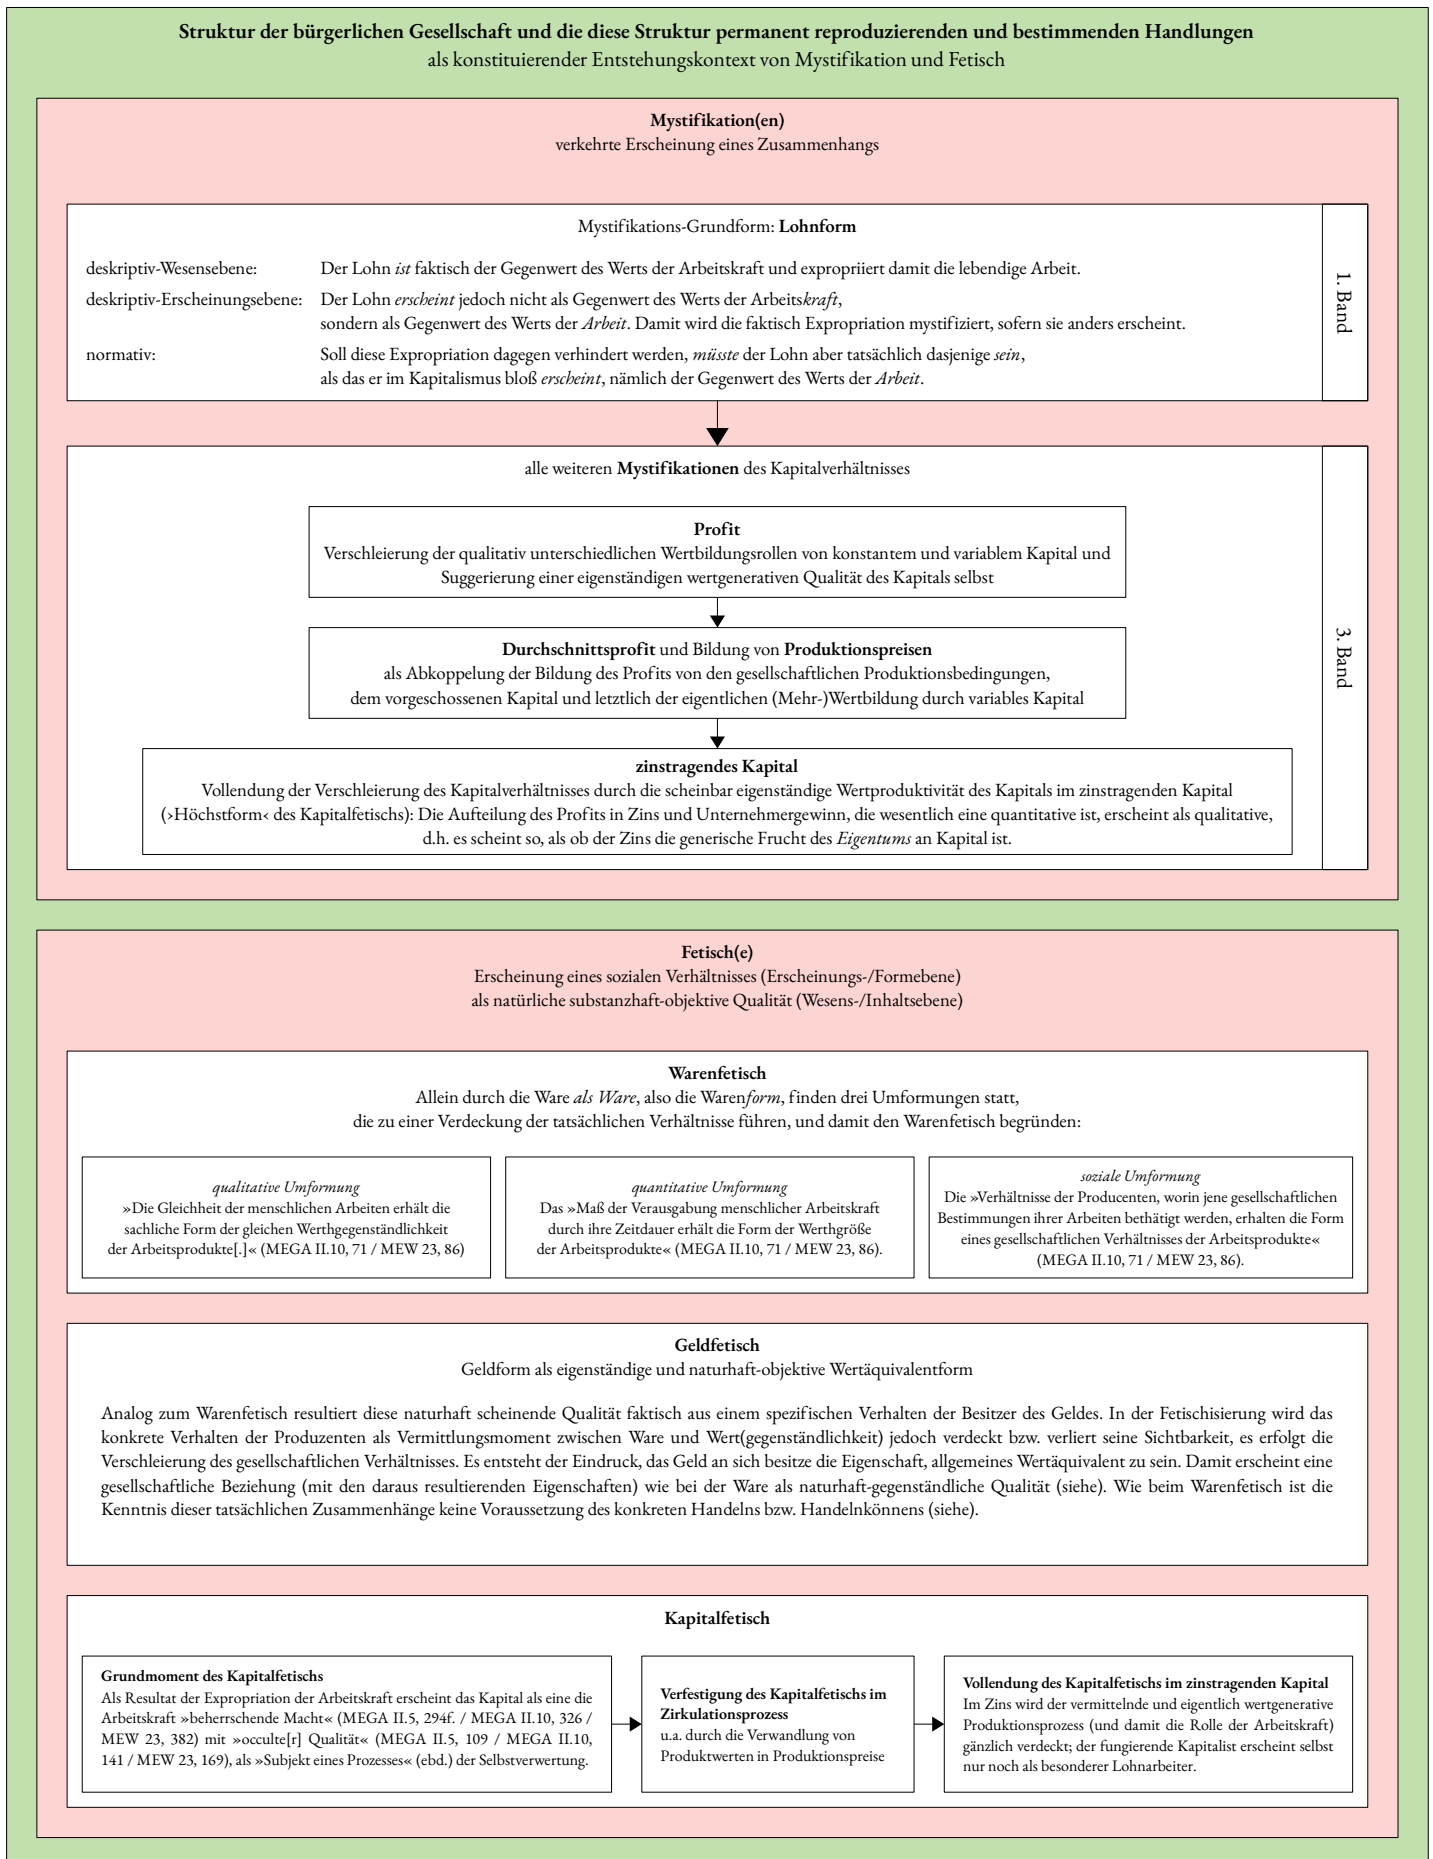 Struktur der bürgerlichen Gesellschaft und die diese Struktur permanent reproduzierenden und bestimmenden Handlungen
als konstituierender Entstehungskontext von Mystifikation und Fetisch
Mystifikation(en)
verkehrte Erscheinung eines Zusammenhangs
Mystifikations-Grundform: Lohnform
deskriptiv-Wesensebene: Der Lohn ist faktisch der Gegenwert des Werts der Arbeitskraft und expropriiert damit die lebendige Arbeit.
deskriptiv-Erscheinungsebene: Der Lohn erscheint jedoch nicht als Gegenwert des Werts der Arbeitskraft,
sondern als Gegenwert des Werts der Arbeit. Damit wird die faktisch Expropriation mystifiziert, sofern sie anders erscheint.
normativ: Soll diese Expropriation dagegen verhindert werden, müsste der Lohn aber tatsächlich dasjenige sein,
als das er im Kapitalismus bloß erscheint, nämlich der Gegenwert des Werts der Arbeit.
1. Band
alle weiteren Mystifikationen des Kapitalverhältnisses
Profit
Verschleierung der qualitativ unterschiedlichen Wertbildungsrollen von konstantem und variablem Kapital und
Suggerierung einer eigenständigen wertgenerativen Qualität des Kapitals selbst
Durchschnittsprofit und Bildung von Produktionspreisen
als Abkoppelung der Bildung des Profits von den gesellschaftlichen Produktionsbedingungen,
dem vorgeschossenen Kapital und letztlich der eigentlichen (Mehr-)Wertbildung durch variables Kapital
zinstragendes Kapital
Vollendung der Verschleierung des Kapitalverhältnisses durch die scheinbar eigenständige Wertproduktivität des Kapitals im zinstragenden Kapital
(›Höchstform‹ des Kapitalfetischs): Die Aufteilung des Profits in Zins und Unternehmergewinn, die wesentlich eine quantitative ist, erscheint als qualitative,
d.h. es scheint so, als ob der Zins die generische Frucht des Eigentums an Kapital ist.
3. Band
Fetisch(e)
Erscheinung eines sozialen Verhältnisses (Erscheinungs-/Formebene)
als natürliche substanzhaft-objektive Qualität (Wesens-/Inhaltsebene)
Warenfetisch
Allein durch die Ware als Ware, also die Warenform, finden drei Umformungen statt,
die zu einer Verdeckung der tatsächlichen Verhältnisse führen, und damit den Warenfetisch begründen:
qualitative Umformung
»Die Gleichheit der menschlichen Arbeiten erhält die
sachliche Form der gleichen Werthgegenständlichkeit
der Arbeitsprodukte[.]« (MEGA II.10, 71 / MEW 23, 86)
quantitative Umformung
Das »Maß der Verausgabung menschlicher Arbeitskraft
durch ihre Zeitdauer erhält die Form der Werthgröße
der Arbeitsprodukte« (MEGA II.10, 71 / MEW 23, 86).
soziale Umformung
Die »Verhältnisse der Producenten, worin jene gesellschaftlichen
Bestimmungen ihrer Arbeiten bethätigt werden, erhalten die Form
eines gesellschaftlichen Verhältnisses der Arbeitsprodukte«
(MEGA II.10, 71 / MEW 23, 86).
Geldfetisch
Geldform als eigenständige und naturhaft-objektive Wertäquivalentform
Analog zum Warenfetisch resultiert diese naturhaft scheinende Qualität faktisch aus einem spezifischen Verhalten der Besitzer des Geldes. In der Fetischisierung wird das
konkrete Verhalten der Produzenten als Vermittlungsmoment zwischen Ware und Wert(gegenständlichkeit) jedoch verdeckt bzw. verliert seine Sichtbarkeit, es erfolgt die
Verschleierung des gesellschaftlichen Verhältnisses. Es entsteht der Eindruck, das Geld an sich besitze die Eigenschaft, allgemeines Wertäquivalent zu sein. Damit erscheint eine
gesellschaftliche Beziehung (mit den daraus resultierenden Eigenschaften) wie bei der Ware als naturhaft-gegenständliche Qualität (siehe). Wie beim Warenfetisch ist die
Kenntnis dieser tatsächlichen Zusammenhänge keine Voraussetzung des konkreten Handelns bzw. Handelnkönnens (siehe).
Kapitalfetisch
Grundmoment des Kapitalfetischs
Als Resultat der Expropriation der Arbeitskraft erscheint das Kapital als eine die
Arbeitskraft »beherrschende Macht« (MEGA II.5, 294f. / MEGA II.10, 326 /
MEW 23, 382) mit »occulte[r] Qualität« (MEGA II.5, 109 / MEGA II.10,
141 / MEW 23, 169), als »Subjekt eines Prozesses« (ebd.) der Selbstverwertung.
Verfestigung des Kapitalfetischs im
Zirkulationsprozess
u.a. durch die Verwandlung von
Produktwerten in Produktionspreise
Vollendung des Kapitalfetischs im zinstragenden Kapital
Im Zins wird der vermittelnde und eigentlich wertgenerative
Produktionsprozess (und damit die Rolle der Arbeitskraft)
gänzlich verdeckt; der fungierende Kapitalist erscheint selbst
nur noch als besonderer Lohnarbeiter.